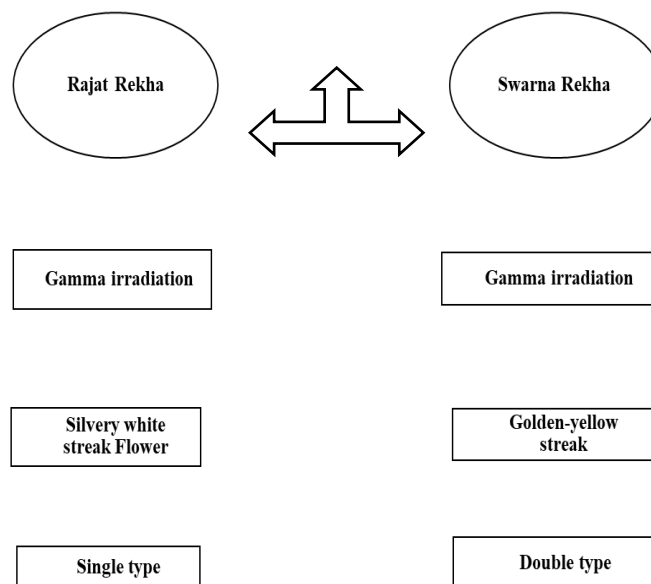 Rajat Rekha
Swarna Rekha
Gamma irradiation
Gamma irradiation
Silvery white
streak Flower
Golden-yellow
streak
Single type
Double type